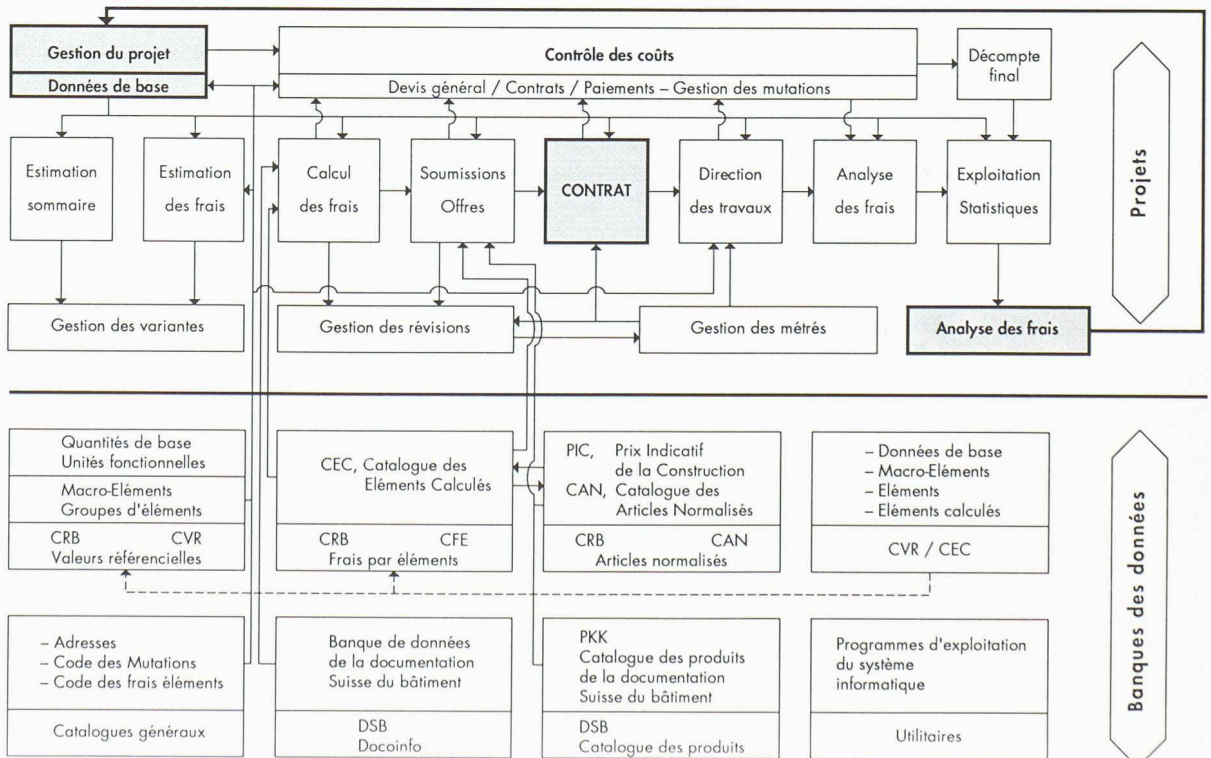 Gestion du projet
Données de base
Contrôle des coûts
Devis général / Contrats / Paiements – Gestion des mutations
Décompte
final
Estimation
sommaire
Estimation
des frais
Calcul
des frais
Soumissions
Offres
CONTRAT
Direction
des travaux
Analyse
des frais
Exploitation
Statistiques
Gestion des variantes
Gestion des révisions
Gestion des métrés
Analyse des frais
Projets
Quantités de base
Unités fonctionnelles
Macro-Eléments
Groupes d'éléments
CRB CVR
Valeurs référencielles
CEC, Catalogue des
Eléments Calculés
CRB CFE
Frais par éléments
PIC, Prix Indicatif
de la Construction
CAN, Catalogue des
Articles Normalisés
CRB CAN
Articles normalisés
– Données de base
– Macro-Eléments
– Eléments
– Eléments calculés
CVR / CEC
– Adresses
– Code des Mutations
– Code des frais éléments
Catalogues généraux
Banque de données
de la documentation
Suisse du bâtiment
DSB
Docoinfo
PKK
Catalogue des produits
de la documentation
Suisse du bâtiment
DSB
Catalogue des produits
Programmes d'exploitation
du système
informatique
Utilitaires
Banques des données